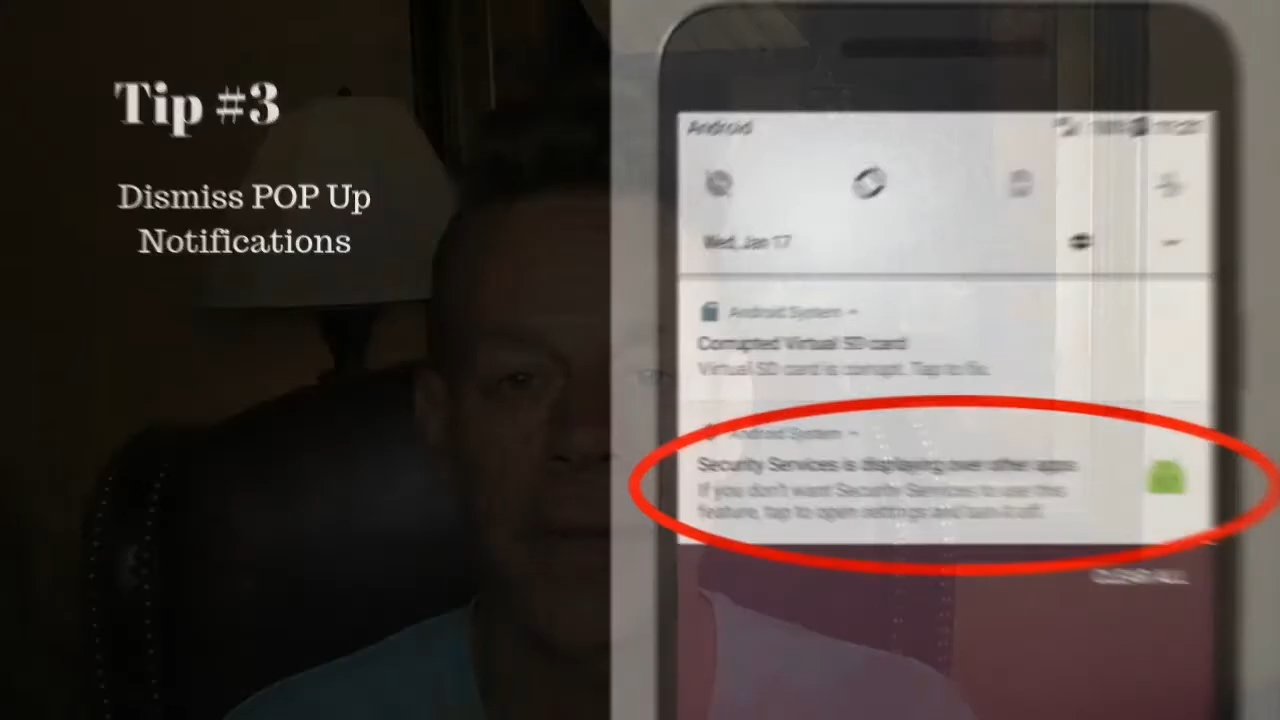 Tip #3
Dismiss POP Up
Notifications
Android
Wed, Jan 17
Android System
Corrupted Virtual SD card
Virtual SD card is corrupt. Tap to fix.
Android System
Security Services is displaying over other apps
If you don't want Security Services to use this
feature, tap to open settings and turn it off.
CLEAR ALL